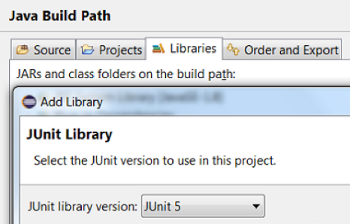 Java Build Path
Source Projects Libraries Order and Export
JARs and class folders on the build path:
Add Library
JUnit Library
Select the JUnit version to use in this project.
JUnit library version: JUnit 5